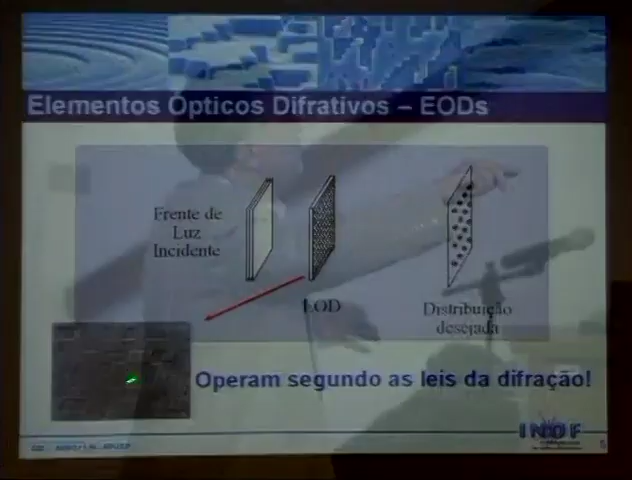 Elementos Ópticos Difrativos – EODs
Frente de
Luz
Incidente
EOD
Distribuição
desejada
Operam segundo as leis da difração!
INOF